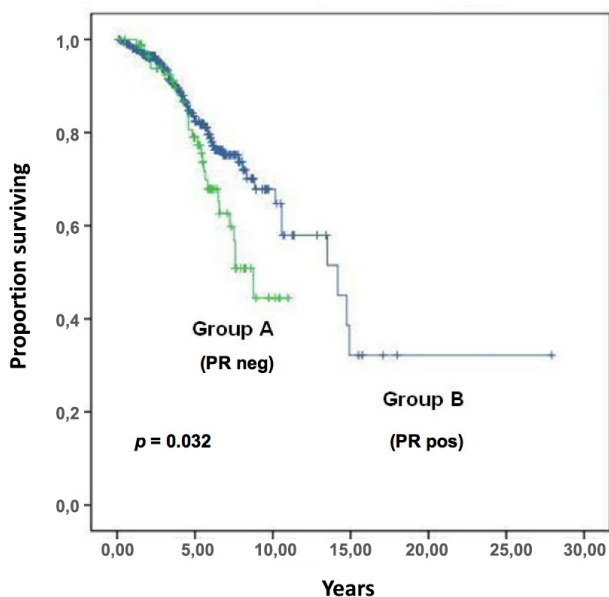 1,0
0,8
0,6
0,4
0,2
0,0
Proportion surviving
Group A
(PR neg)
Group B
(PR pos)
p = 0.032
0,00 5,00 10,00 15,00 20,00 25,00 30,00
Years